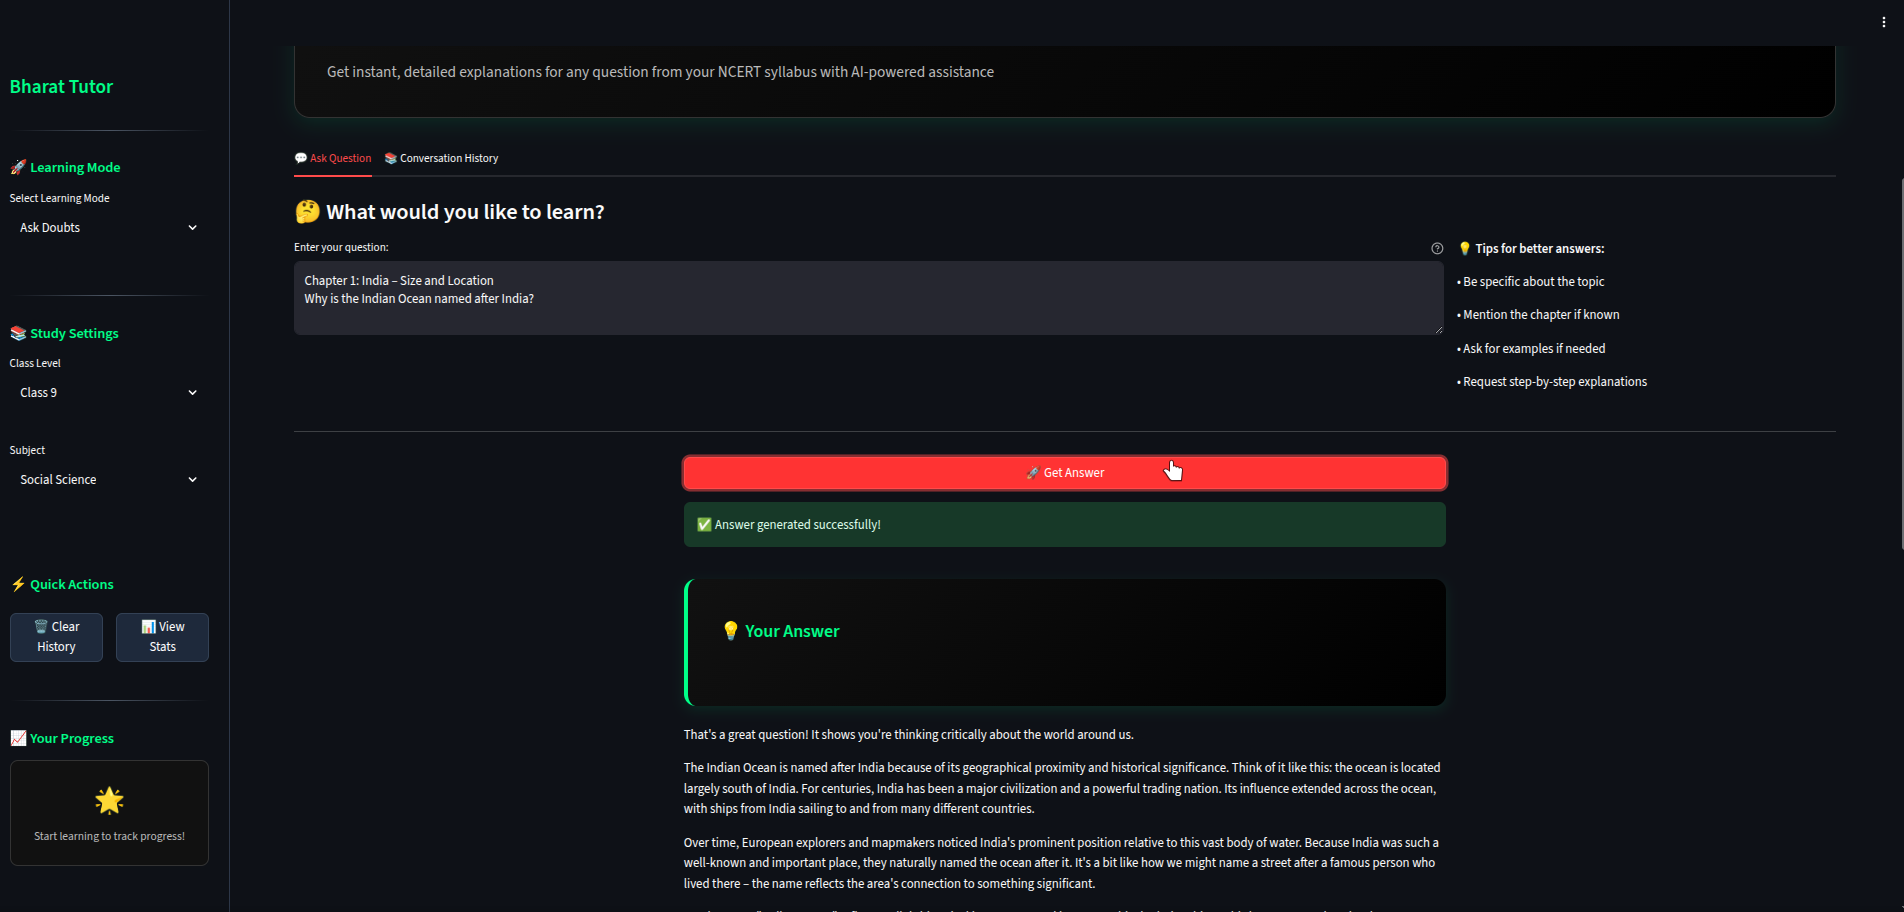 Bharat Tutor
🚀 Learning Mode
Select Learning Mode
Ask Doubts
📚 Study Settings
Class Level
Class 9
Subject
Social Science
⚡ Quick Actions
🗑️ Clear
History
📊 View
Stats
📈 Your Progress
🌟
Start learning to track progress!
Get instant, detailed explanations for any question from your NCERT syllabus with AI-powered assistance
💬 Ask Question
📚 Conversation History
🤔 What would you like to learn?
Enter your question:
Chapter 1: India – Size and Location
Why is the Indian Ocean named after India?
💡 Tips for better answers:
• Be specific about the topic
• Mention the chapter if known
• Ask for examples if needed
• Request step-by-step explanations
🚀 Get Answer
✅ Answer generated successfully!
💡 Your Answer
That's a great question! It shows you're thinking critically about the world around us.
The Indian Ocean is named after India because of its geographical proximity and historical significance. Think of it like this: the ocean is located
largely south of India. For centuries, India has been a major civilization and a powerful trading nation. Its influence extended across the ocean,
with ships from India sailing to and from many different countries.
Over time, European explorers and mapmakers noticed India's prominent position relative to this vast body of water. Because India was such a
well-known and important place, they naturally named the ocean after it. It's a bit like how we might name a street after a famous person who
lived there – the name reflects the area's connection to something significant.